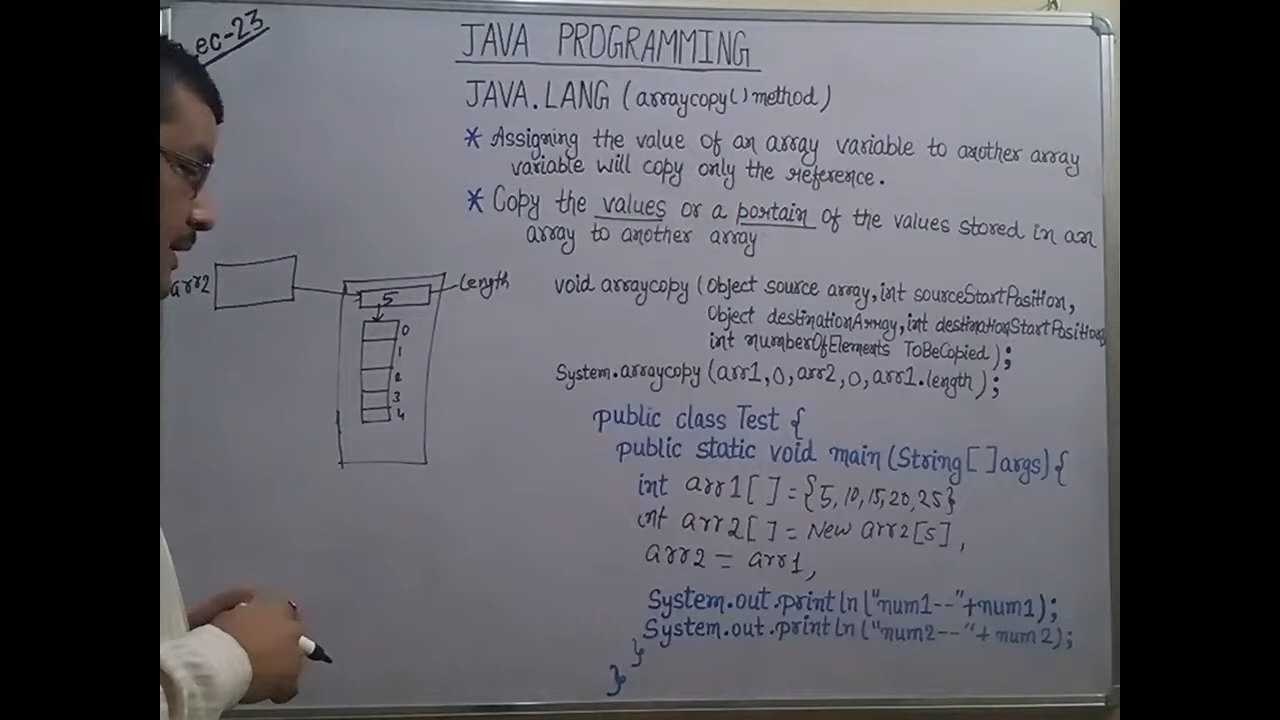 ec-23
JAVA PROGRAMMING
JAVA.LANG (arraycopy() method)
* Assigning the value of an array variable to another array
variable will copy only the reference.
* Copy the values or a portain of the values stored in an
array to another array
arr2
5
length
0
1
2
3
4
void arraycopy (Object source array, int sourceStartPosition,
Object destinationArray, int destinationStartPosition,
int numberOfElements ToBeCopied);
System.arraycopy (arr1, 0, arr2, 0, arr1.length);
public class Test {
public static void main (String[ ] args) {
int arr1[ ] = {5, 10, 15, 20, 25}
int arr2[ ] = New arr2[5],
arr2 = arr1,
System.out.println ("num1--"+num1);
System.out.println ("num2--"+ num2);
}
}